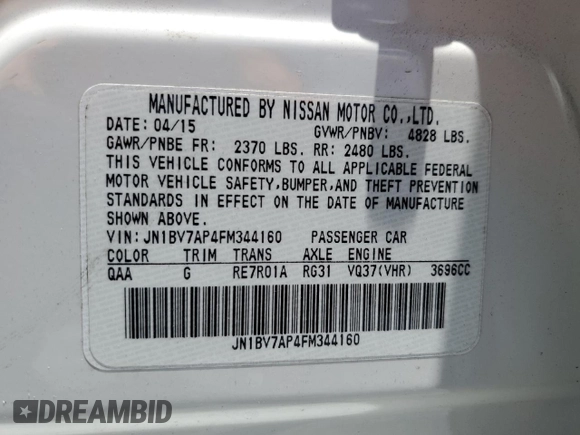 MANUFACTURED BY NISSAN MOTOR CO.,LTD.
DATE: 04/15 GVWR/PNBV: 4828 LBS.
GAWR/PNBE FR: 2370 LBS. RR: 2480 LBS.
THIS VEHICLE CONFORMS TO ALL APPLICABLE FEDERAL
MOTOR VEHICLE SAFETY,BUMPER,AND THEFT PREVENTION
STANDARDS IN EFFECT ON THE DATE OF MANUFACTURE
SHOWN ABOVE.
VIN:JN1BV7AP4FM344160 PASSENGER CAR
COLOR TRIM TRANS AXLE ENGINE
QAA G RE7R01A RG31 VQ37(VHR) 3696CC
JN1BV7AP4FM344160
DREAMBID